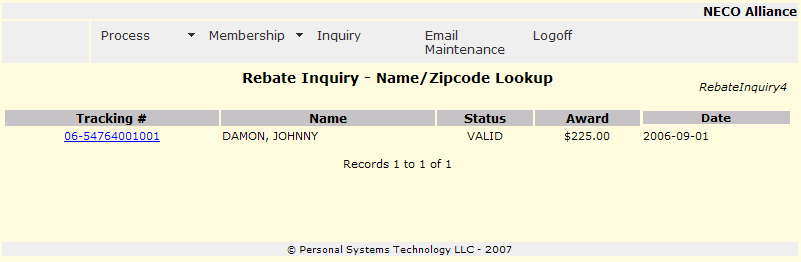 NECO Alliance
Process Membership Inquiry Email Maintenance Logoff
Rebate Inquiry - Name/Zipcode Lookup
RebateInquiry4
Tracking # Name Status Award Date
06-54764001001 DAMON, JOHNNY VALID $225.00 2006-09-01
Records 1 to 1 of 1
© Personal Systems Technology LLC - 2007